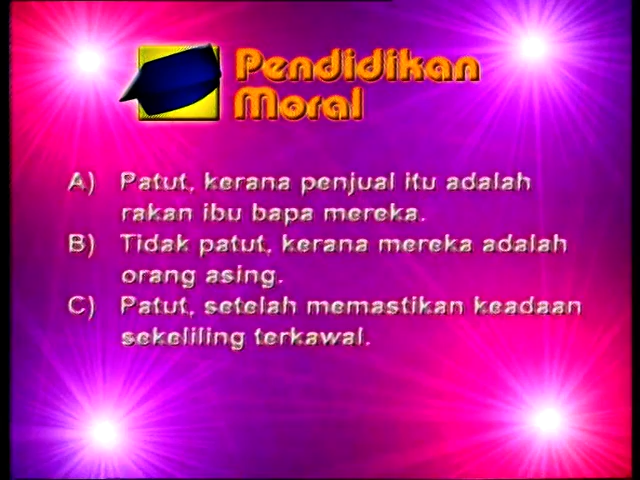 Pendidikan
Moral
A) Patut, kerana penjual itu adalah
rakan ibu bapa mereka.
B) Tidak patut, kerana mereka adalah
orang asing.
C) Patut, setelah memastikan keadaan
sekeliling terkawal.